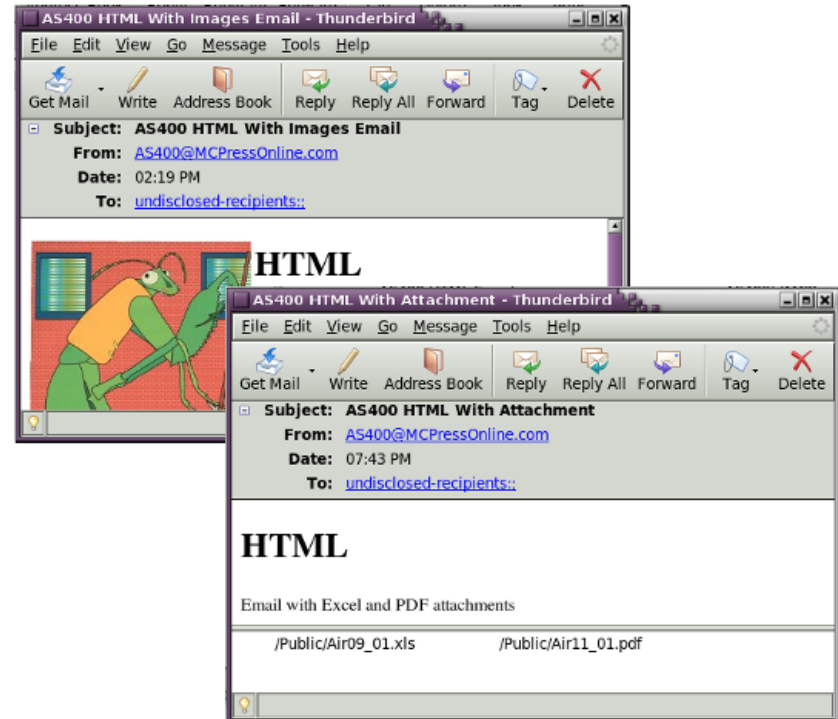 AS400 HTML With Images Email - Thunderbird
File Edit View Go Message Tools Help
Get Mail Write Address Book Reply Reply All Forward Tag Delete
Subject: AS400 HTML With Images Email
From: AS400@MCPressOnline.com
Date: 02:19 PM
To: undisclosed-recipients:;
HTML
AS400 HTML With Attachment - Thunderbird
File Edit View Go Message Tools Help
Get Mail Write Address Book Reply Reply All Forward Tag Delete
Subject: AS400 HTML With Attachment
From: AS400@MCPressOnline.com
Date: 07:43 PM
To: undisclosed-recipients:;
HTML
Email with Excel and PDF attachments
/Public/Air09_01.xls /Public/Air11_01.pdf